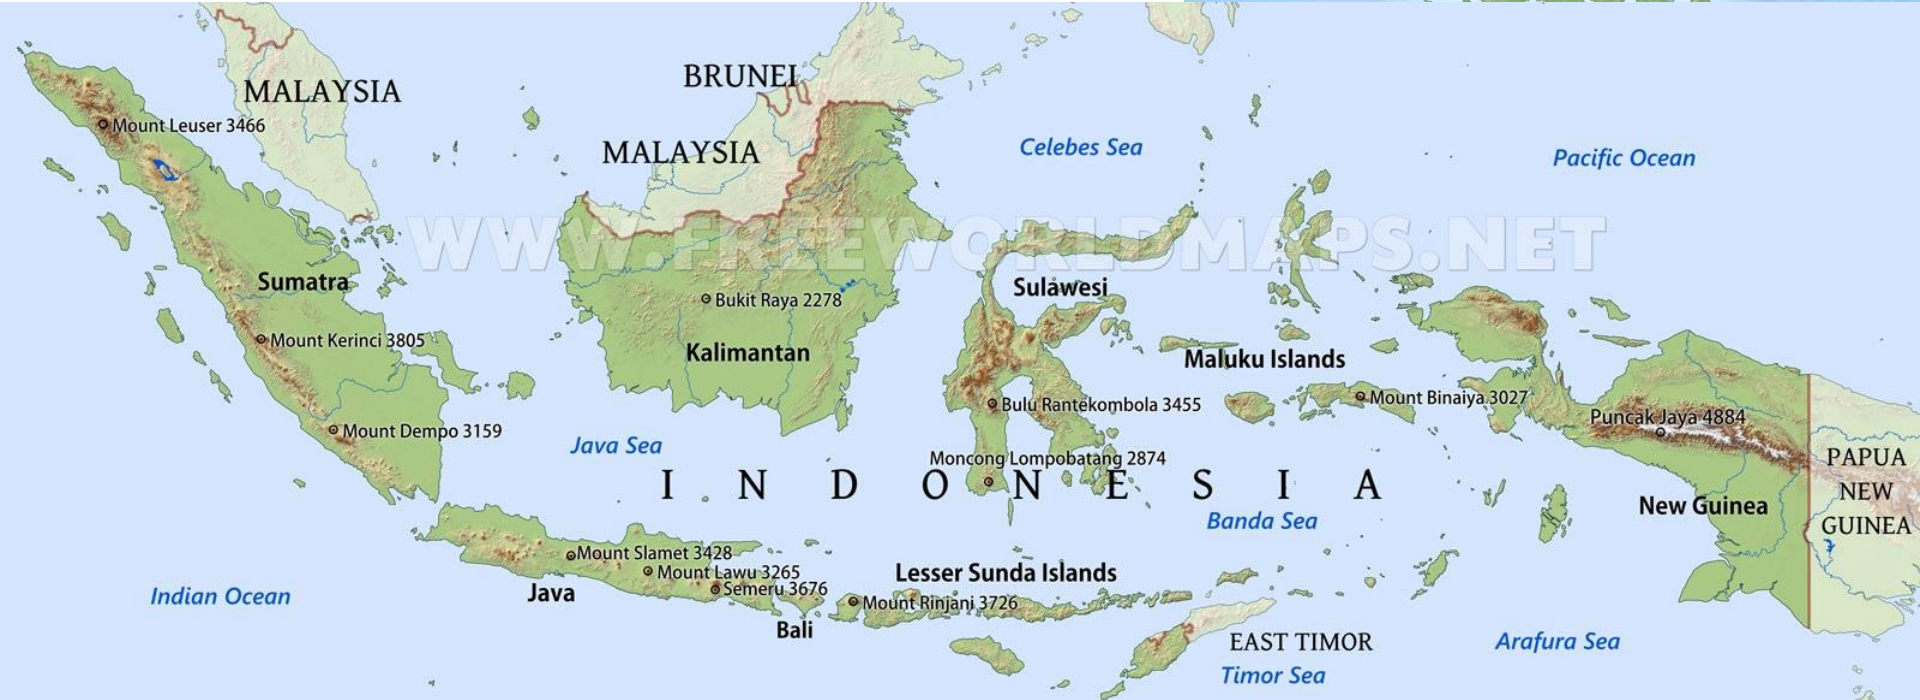 BRUNEI
MALAYSIA
Mount Leuser 3466
MALAYSIA
Celebes Sea
Pacific Ocean
WWW.FREEWORLDMAPS.NET
Sumatra
Sulawesi
Bukit Raya 2278
Mount Kerinci 3805
Kalimantan
Maluku Islands
Mount Binaiya 3027
Bulu Rantekombola 3455
Puncak Jaya 4884
Mount Dempo 3159
Java Sea
Moncong Lompobatang 2874
PAPUA
NEW
GUINEA
INDONESIA
New Guinea
Banda Sea
Mount Slamet 3428
Mount Lawu 3265
Semeru 3676
Lesser Sunda Islands
Indian Ocean
Java
Mount Rinjani 3726
Bali
EAST TIMOR
Arafura Sea
Timor Sea